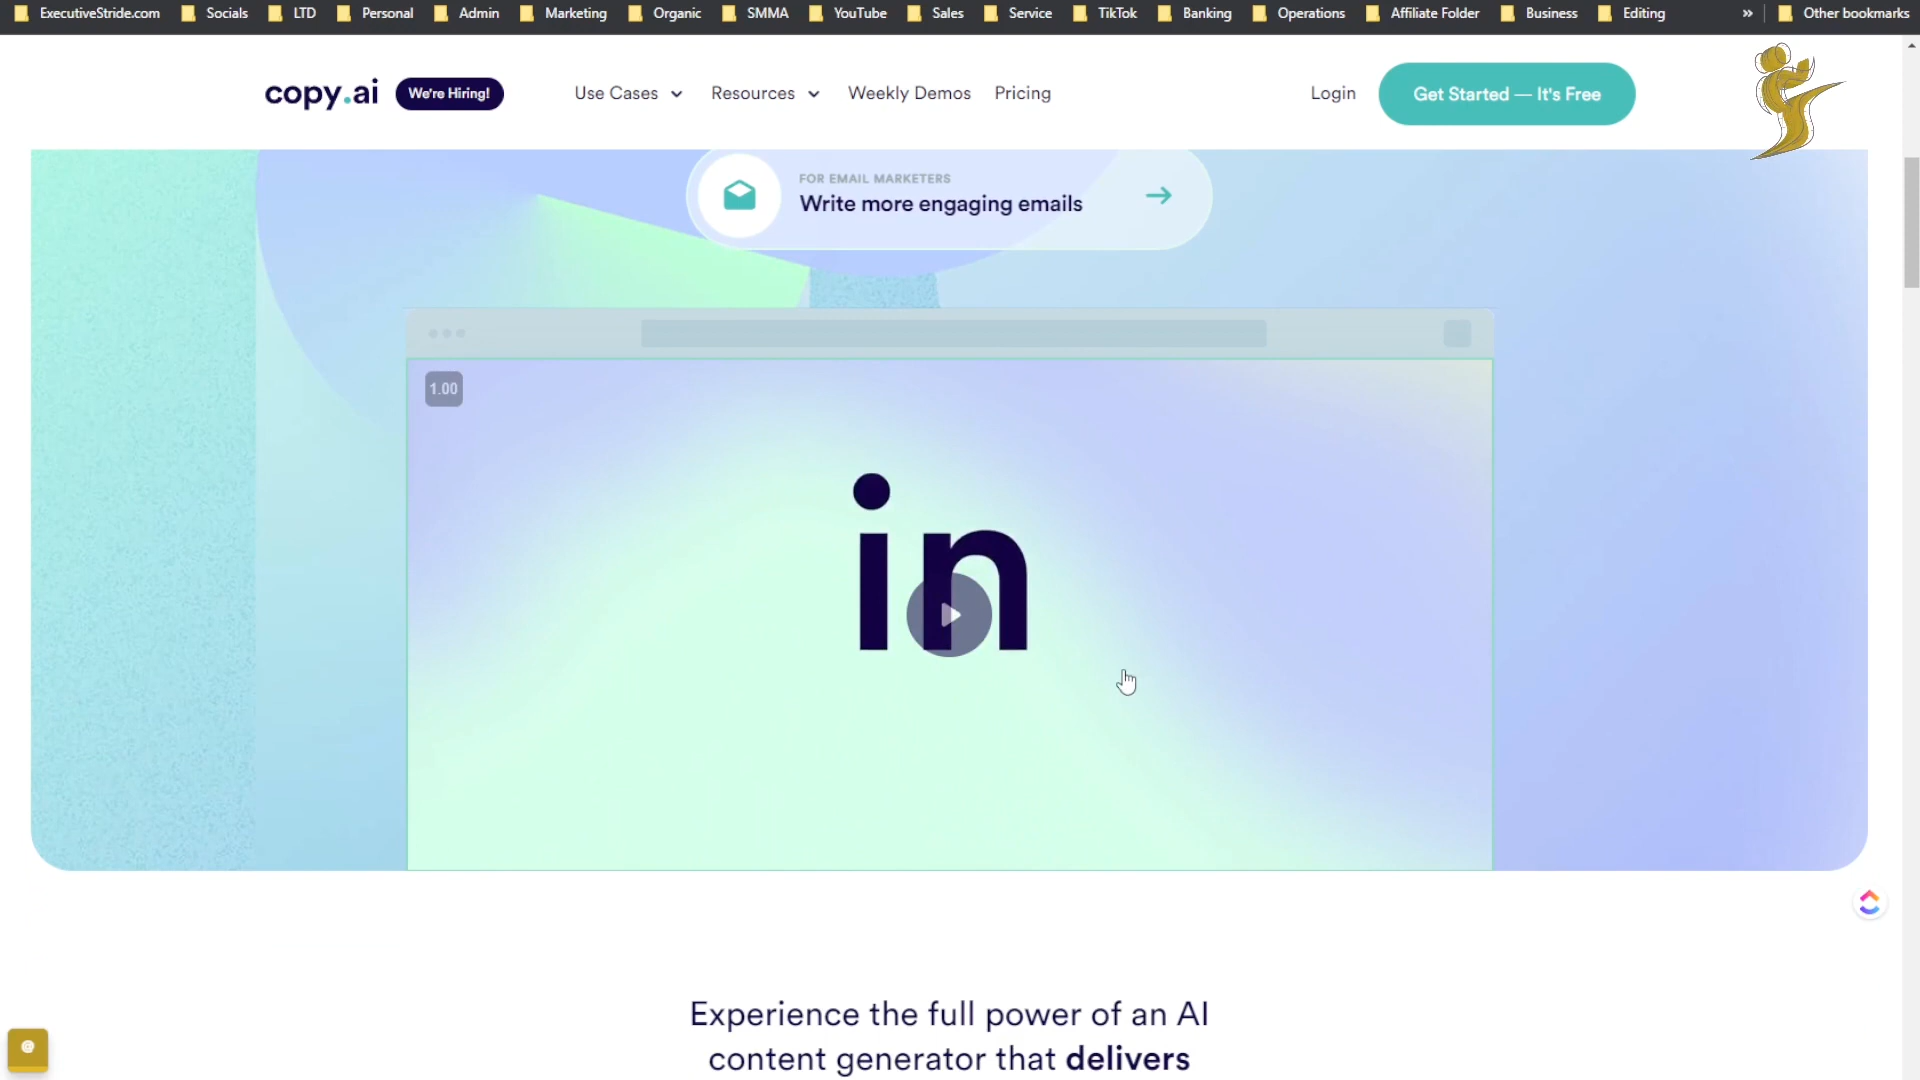 ExecutiveStride.com Socials LTD Personal Admin Marketing Organic SMMA YouTube Sales Service TikTok Banking Operations Affiliate Folder Business Editing » Other bookmarks
copy.ai We're Hiring! Use Cases Resources Weekly Demos Pricing Login Get Started — It's Free
FOR EMAIL MARKETERS
Write more engaging emails
1.00
in
Experience the full power of an AI
content generator that delivers